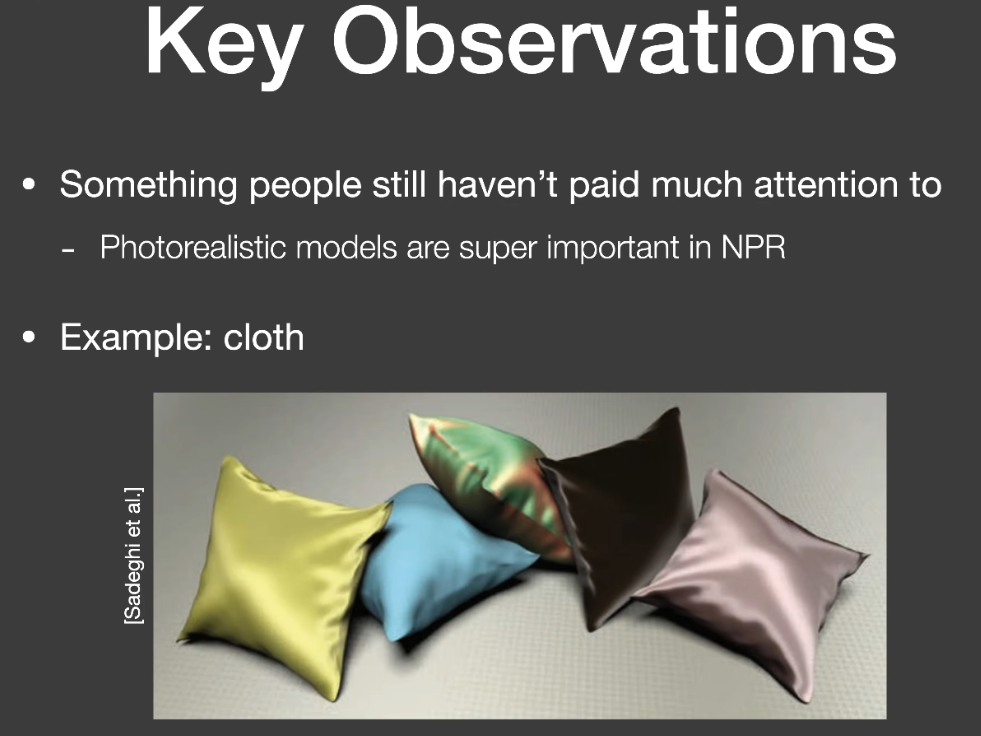 Key Observations
• Something people still haven’t paid much attention to
– Photorealistic models are super important in NPR
• Example: cloth
[Sadeghi et al.]